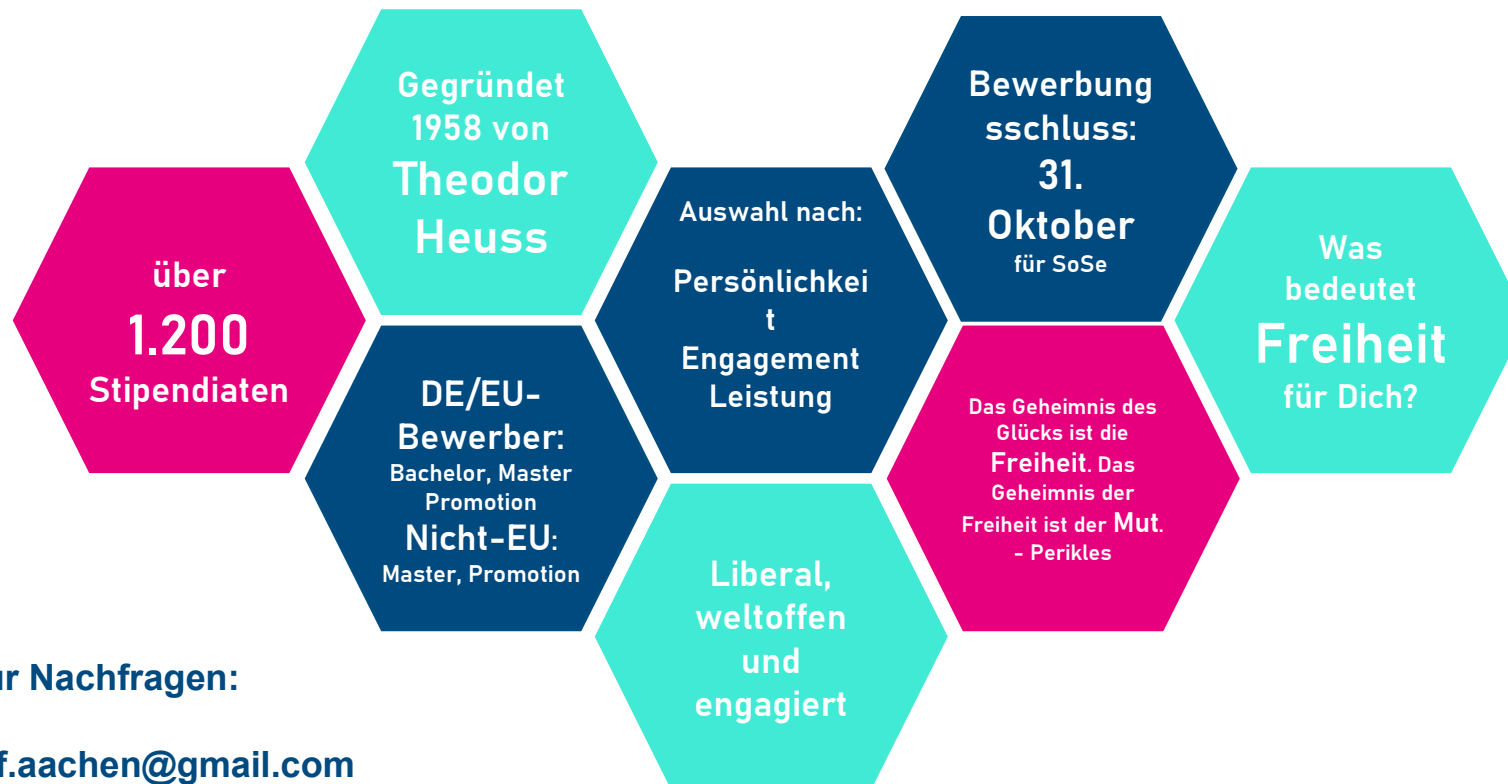 Gegründet
1958 von
Theodor
Heuss
Bewerbung
sschluss:
31.
Oktober
für SoSe
über
1.200
Stipendiaten
Auswahl nach:
Persönlichkei
t
Engagement
Leistung
Was
bedeutet
Freiheit
für Dich?
DE/EU-
Bewerber:
Bachelor, Master
Promotion
Nicht-EU:
Master, Promotion
Das Geheimnis des
Glücks ist die
Freiheit. Das
Geheimnis der
Freiheit ist der Mut.
- Perikles
Liberal,
weltoffen
und
engagiert
r Nachfragen:
f.aachen@gmail.com